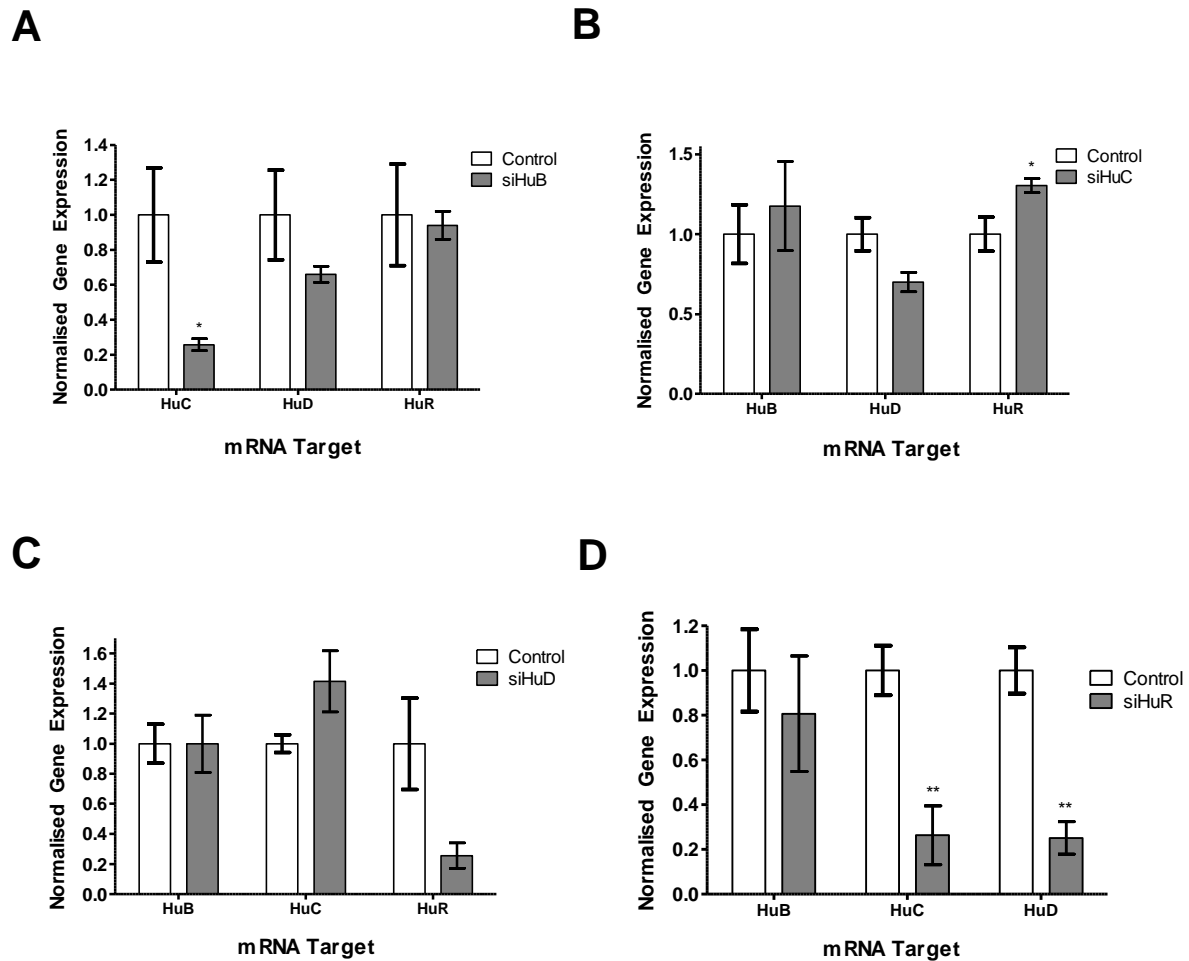 A
Normalised Gene Expression
1.4
1.2
1.0
0.8
0.6
0.4
0.2
0.0
*
HuC
HuD
HuR
mRNA Target
Control
siHuB
B
Normalised Gene Expression
1.5
1.0
0.5
0.0
*
HuB
HuD
HuR
mRNA Target
Control
siHuC
C
Normalised Gene Expression
1.6
1.4
1.2
1.0
0.8
0.6
0.4
0.2
0.0
HuB
HuC
HuR
mRNA Target
Control
siHuD
D
Normalised Gene Expression
1.2
1.0
0.8
0.6
0.4
0.2
0.0
**
**
HuB
HuC
HuD
mRNA Target
Control
siHuR